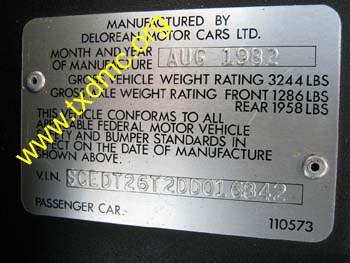 MANUFACTURED BY
DELOREAN MOTOR CARS LTD.
MONTH AND YEAR
OF MANUFACTURE AUG 1982
GROSS VEHICLE WEIGHT RATING 3244 LBS
GROSS AXLE WEIGHT RATING FRONT 1286 LBS
REAR 1958 LBS
THIS VEHICLE CONFORMS TO ALL
APPLICABLE FEDERAL MOTOR VEHICLE
SAFETY AND BUMPER STANDARDS IN
EFFECT ON THE DATE OF MANUFACTURE
SHOWN ABOVE.
V.I.N. SCEDT26T2DD016842
PASSENGER CAR.
110573
www.txdmc.org